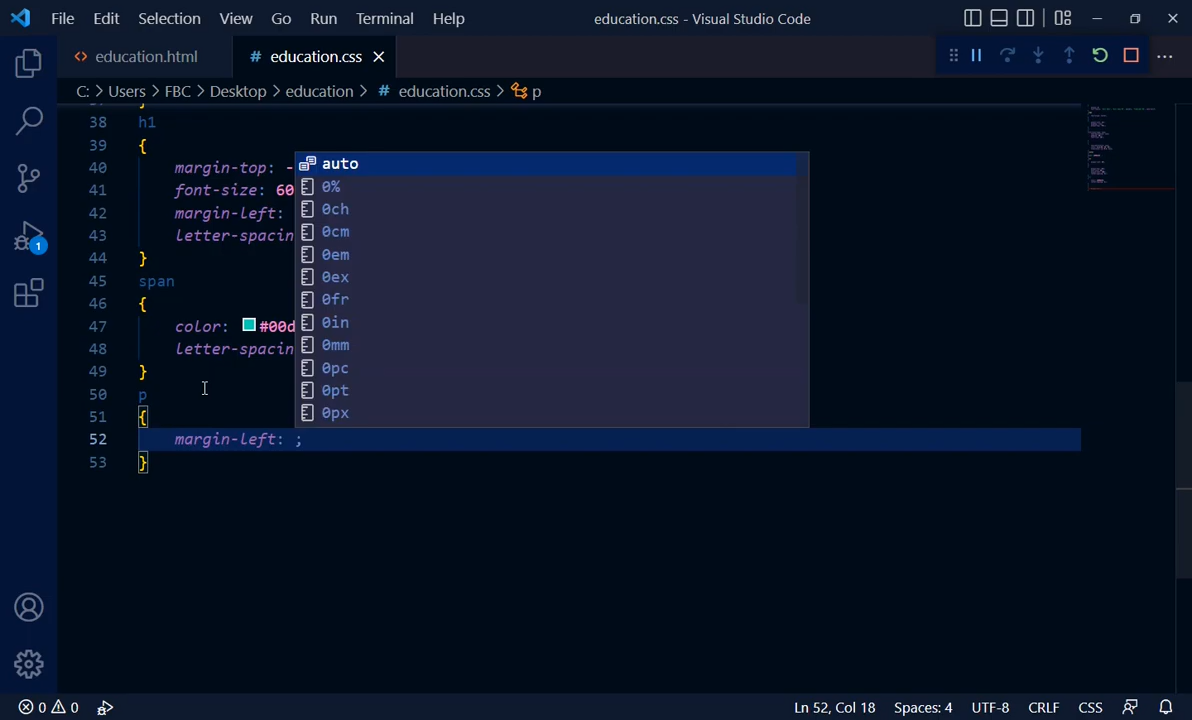 File Edit Selection View Go Run Terminal Help education.css - Visual Studio Code
education.html # education.css
C: > Users > FBC > Desktop > education > # education.css > p
38 h1
39 {
40 margin-top: -
41 font-size: 60
42 margin-left:
43 letter-spacin
44 }
45 span
46 {
47 color: #00d
48 letter-spacin
49 }
50 p
51 {
52 margin-left: ;
53 }
auto
0%
0ch
0cm
0em
0ex
0fr
0in
0mm
0pc
0pt
0px
1
0 0 Ln 52, Col 18 Spaces: 4 UTF-8 CRLF CSS